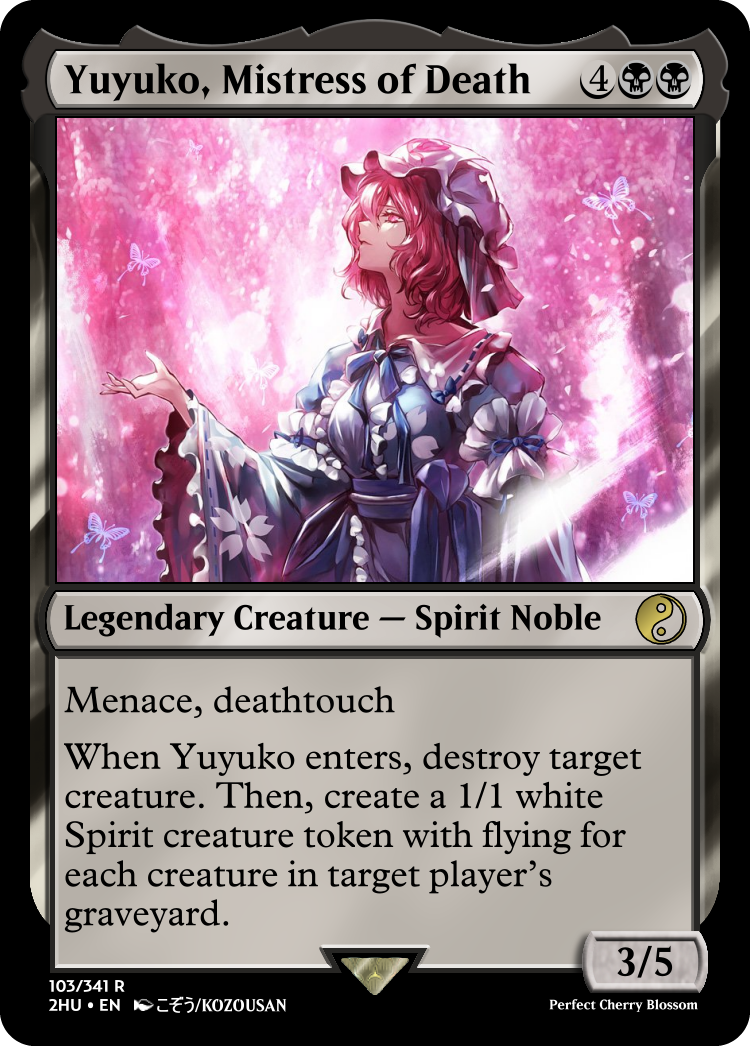 Yuyuko, Mistress of Death 4
Legendary Creature — Spirit Noble
Menace, deathtouch
When Yuyuko enters, destroy target
creature. Then, create a 1/1 white
Spirit creature token with flying for
each creature in target player's
graveyard.
3/5
103/341 R
2HU • EN こぞう/KOZOUSAN
Perfect Cherry Blossom